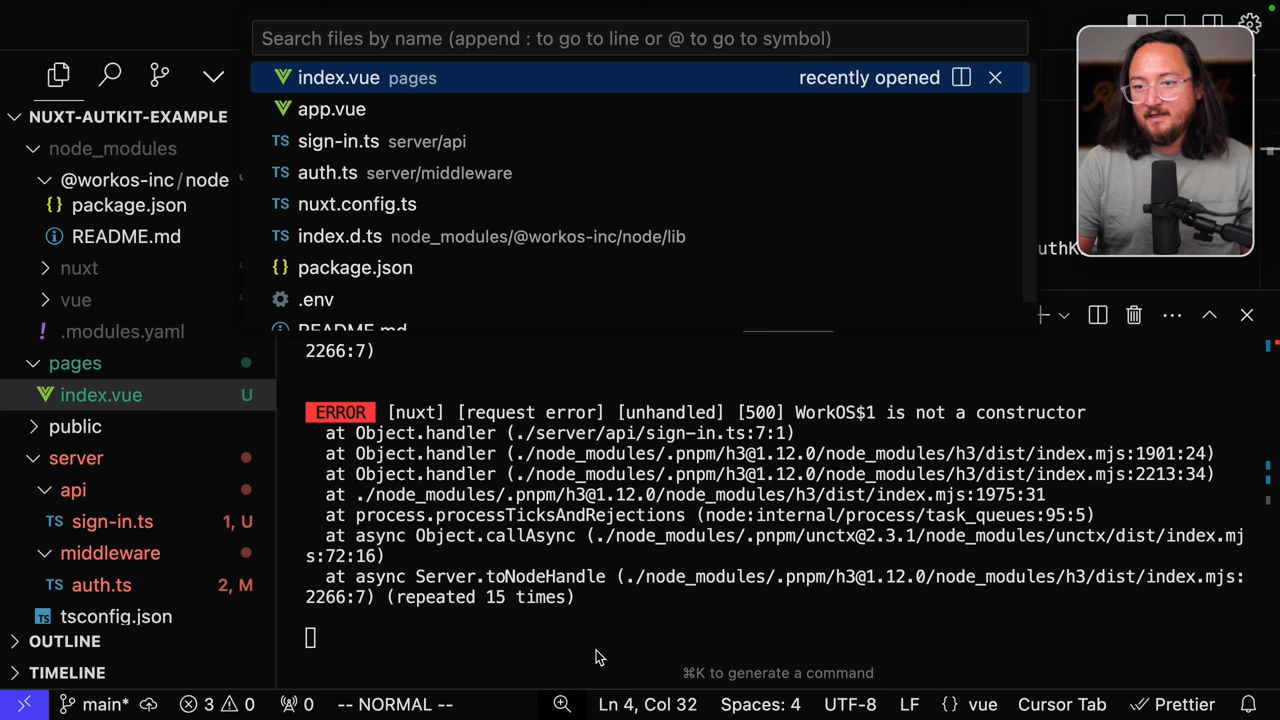 Search files by name (append : to go to line or @ to go to symbol)
index.vue pages recently opened
app.vue
sign-in.ts server/api
auth.ts server/middleware
nuxt.config.ts
index.d.ts node_modules/@workos-inc/node/lib
package.json
.env
README.md
NUXT-AUTKIT-EXAMPLE
node_modules
@workos-inc/node
package.json
README.md
nuxt
vue
.modules.yaml
pages
index.vue U
public
server
api
sign-in.ts 1, U
middleware
auth.ts 2, M
tsconfig.json
OUTLINE
TIMELINE
2266:7)
ERROR [nuxt] [request error] [unhandled] [500] WorkOS$1 is not a constructor
at Object.handler (./server/api/sign-in.ts:7:1)
at Object.handler (./node_modules/.pnpm/h3@1.12.0/node_modules/h3/dist/index.mjs:1901:24)
at Object.handler (./node_modules/.pnpm/h3@1.12.0/node_modules/h3/dist/index.mjs:2213:34)
at ./node_modules/.pnpm/h3@1.12.0/node_modules/h3/dist/index.mjs:1975:31
at process.processTicksAndRejections (node:internal/process/task_queues:95:5)
at async Object.callAsync (./node_modules/.pnpm/unctx@2.3.1/node_modules/unctx/dist/index.mj
s:72:16)
at async Server.toNodeHandle (./node_modules/.pnpm/h3@1.12.0/node_modules/h3/dist/index.mjs:
2266:7) (repeated 15 times)
⌘K to generate a command
main* 3 0 0 -- NORMAL -- Ln 4, Col 32 Spaces: 4 UTF-8 LF {} vue Cursor Tab Prettier